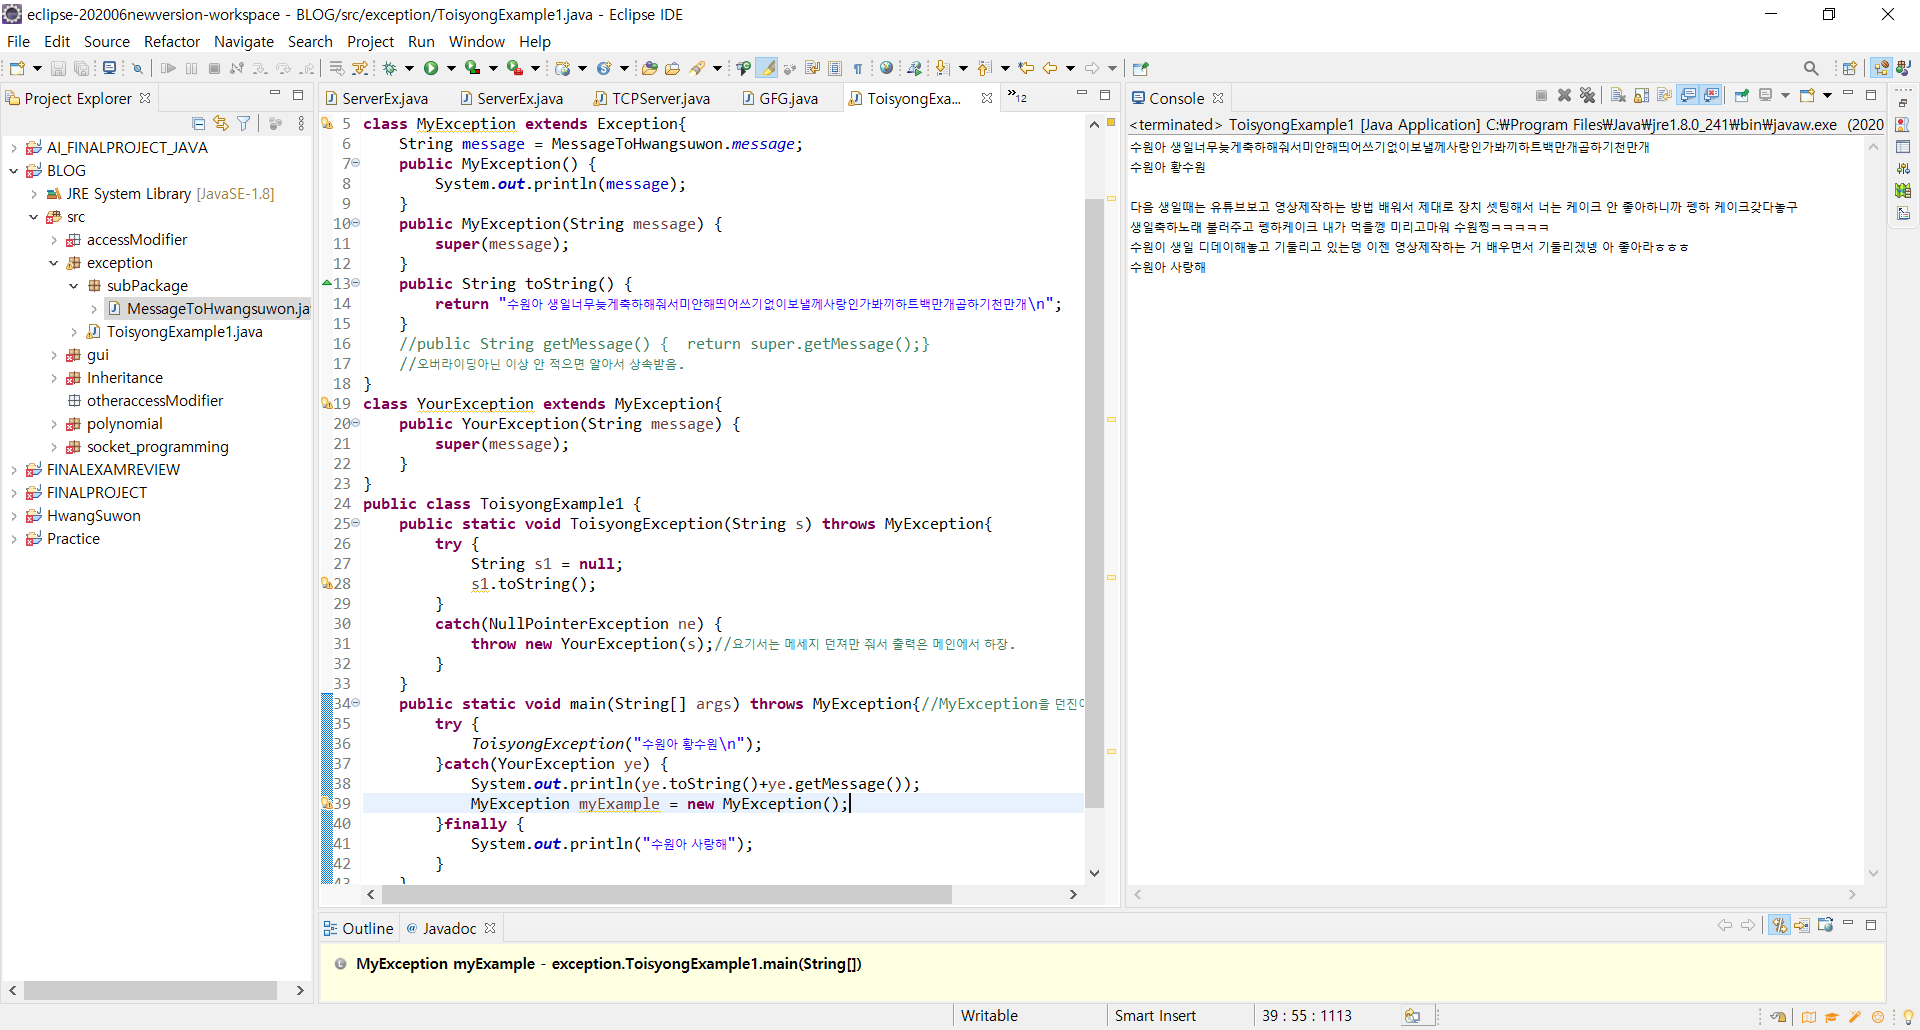 eclipse-202006newversion-workspace - BLOG/src/exception/ToisyongExample1.java - Eclipse IDE
File Edit Source Refactor Navigate Search Project Run Window Help
Project Explorer
AI_FINALPROJECT_JAVA
BLOG
JRE System Library [JavaSE-1.8]
src
accessModifier
exception
subPackage
MessageToHwangsuwon.ja
ToisyongExample1.java
gui
Inheritance
otheraccessModifier
polynomial
socket_programming
FINALEXAMREVIEW
FINALPROJECT
HwangSuwon
Practice
ServerEx.java ServerEx.java TCPServer.java GFG.java ToisyongExa... »12
5 class MyException extends Exception{
6 String message = MessageToHwangsuwon.message;
7 public MyException() {
8 System.out.println(message);
9 }
10 public MyException(String message) {
11 super(message);
12 }
13 public String toString() {
14 return "수원아 생일너무늦게축하해줘서미안해띄어쓰기없이보낼께사랑인가봐끼하트백만개곱하기천만개\n";
15 }
16 //public String getMessage() { return super.getMessage();}
17 //오버라이딩아닌 이상 안 적으면 알아서 상속받음.
18 }
19 class YourException extends MyException{
20 public YourException(String message) {
21 super(message);
22 }
23 }
24 public class ToisyongExample1 {
25 public static void ToisyongException(String s) throws MyException{
26 try {
27 String s1 = null;
28 s1.toString();
29 }
30 catch(NullPointerException ne) {
31 throw new YourException(s);//요기서는 메세지 던져만 줘서 출력은 메인에서 하장.
32 }
33 }
34 public static void main(String[] args) throws MyException{//MyException을 던진
35 try {
36 ToisyongException("수원아 황수원\n");
37 }catch(YourException ye) {
38 System.out.println(ye.toString()+ye.getMessage());
39 MyException myExample = new MyException();
40 }finally {
41 System.out.println("수원아 사랑해");
42 }
43 }
Console
<terminated> ToisyongExample1 [Java Application] C:₩Program Files₩Java₩jre1.8.0_241₩bin₩javaw.exe (2020
수원아 생일너무늦게축하해줘서미안해띄어쓰기없이보낼께사랑인가봐끼하트백만개곱하기천만개
수원아 황수원
다음 생일때는 유튜브보고 영상제작하는 방법 배워서 제대로 장치 셋팅해서 너는 케이크 안 좋아하니까 펭하 케이크갖다놓구
생일축하노래 불러주고 펭하케이크 내가 먹을껭 미리고마워 수원찡ㅋㅋㅋㅋㅋ
수원이 생일 디데이해놓고 기둘리고 있는뎅 이젠 영상제작하는 거 배우면서 기둘리겠넹 아 좋아라ㅎㅎㅎ
수원아 사랑해
Outline @ Javadoc
MyException myExample - exception.ToisyongExample1.main(String[])
Writable Smart Insert 39 : 55 : 1113